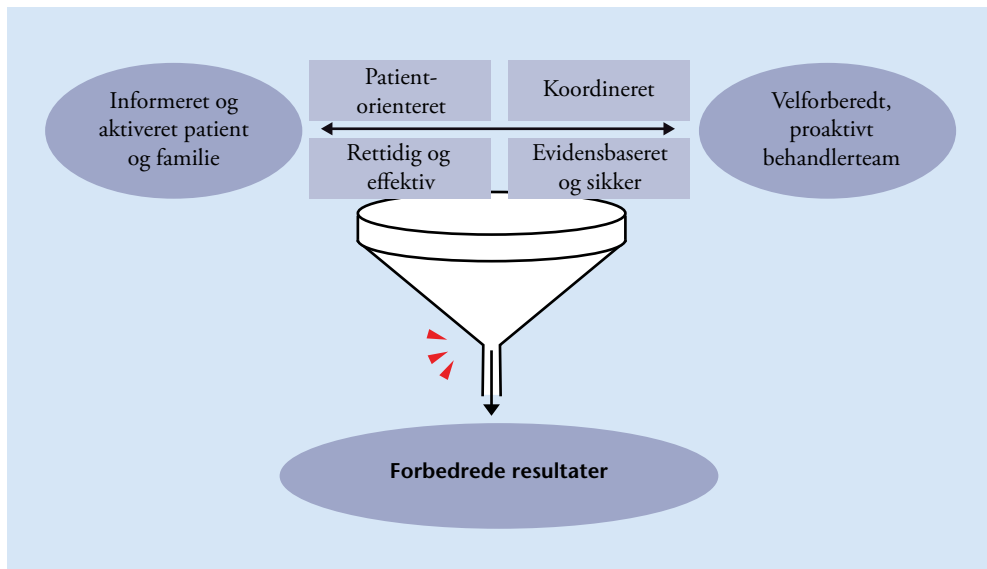 Informeret og
aktiveret patient
og familie
Patient-
orienteret
Koordineret
Rettidig og
effektiv
Evidensbaseret
og sikker
Velforberedt,
proaktivt
behandlerteam
Forbedrede resultater